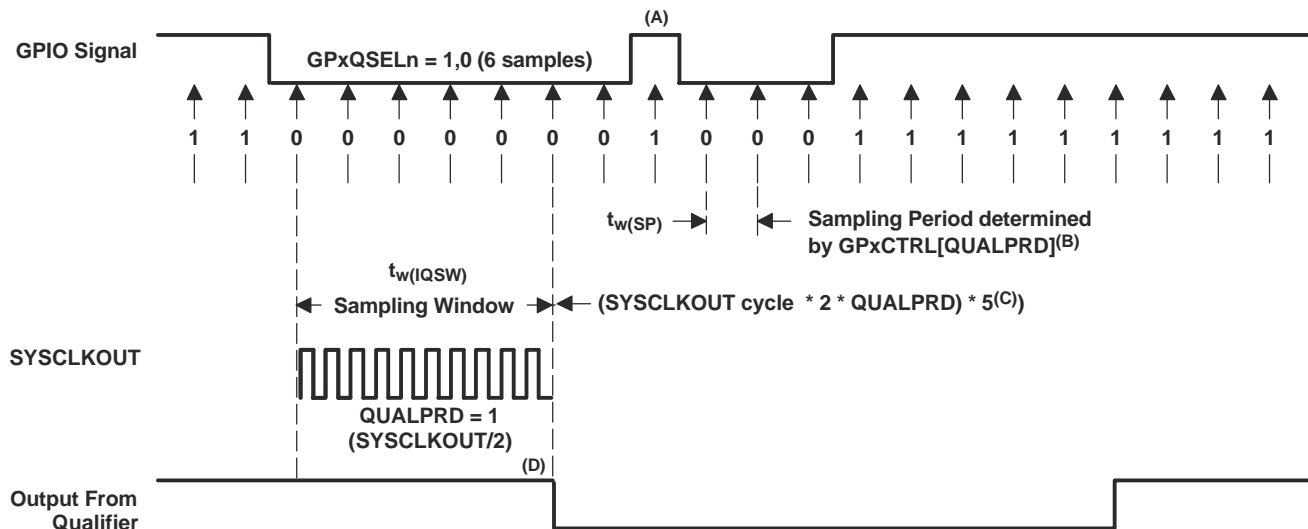 (A)
GPIO Signal
GPxQSELn = 1,0 (6 samples)
1 1 0 0 0 0 0 0 0 1 0 0 0 1 1 1 1 1 1 1 1 1
tw(SP)
Sampling Period determined
by GPxCTRL[QUALPRD](B)
tw(IQSW)
Sampling Window
(SYSCLKOUT cycle * 2 * QUALPRD) * 5(C))
SYSCLKOUT
QUALPRD = 1
(SYSCLKOUT/2)
(D)
Output From
Qualifier